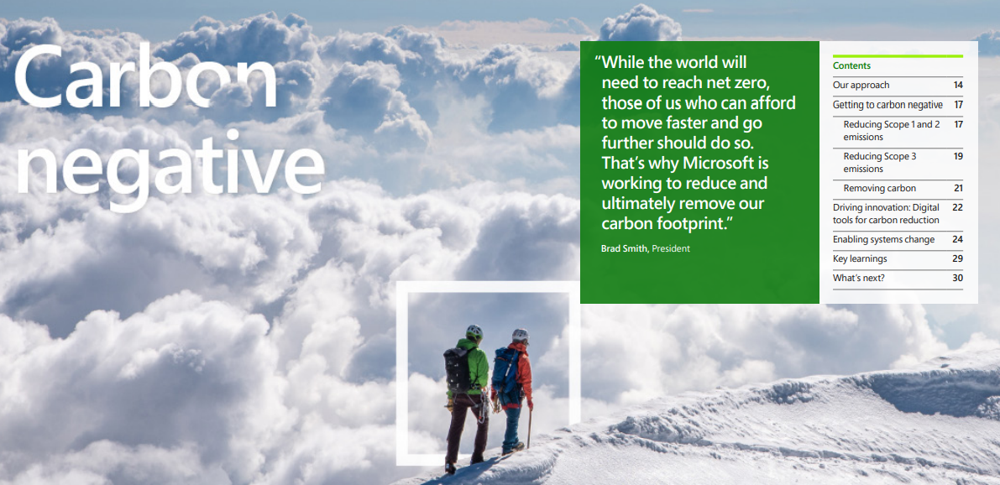 Carbon
negative
“While the world will
need to reach net zero,
those of us who can afford
to move faster and go
further should do so.
That’s why Microsoft is
working to reduce and
ultimately remove our
carbon footprint.”
Brad Smith, President
Contents
Our approach 14
Getting to carbon negative 17
Reducing Scope 1 and 2 17
emissions
Reducing Scope 3 19
emissions
Removing carbon 21
Driving innovation: Digital 22
tools for carbon reduction
Enabling systems change 24
Key learnings 29
What’s next? 30